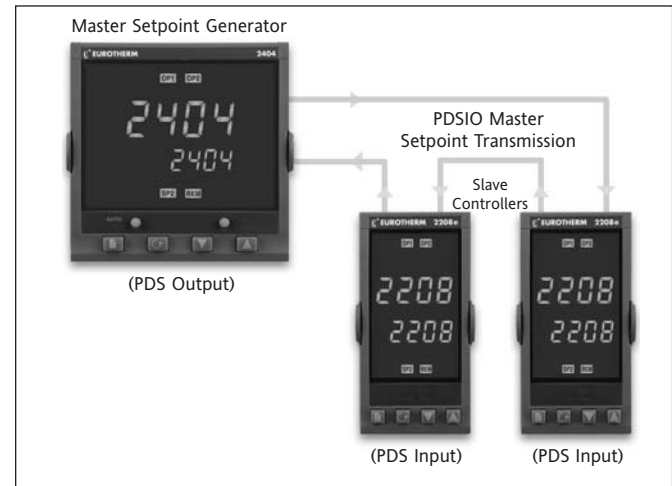 Master Setpoint Generator
EUROTHERM 2404
OP1 OP2
2404
2404
SP2 REM
AUTO
(PDS Output)
PDSIO Master
Setpoint Transmission
Slave
Controllers
EUROTHERM 2208e
OP1 OP2
2208
2208
SP2 REM
(PDS Input)
EUROTHERM 2208e
OP1 OP2
2208
2208
SP2 REM
(PDS Input)